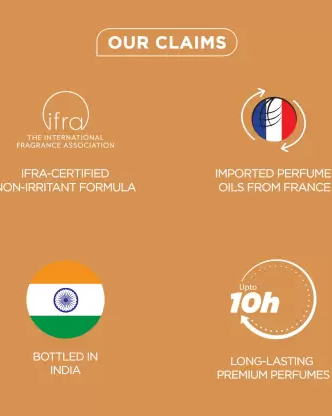 OUR CLAIMS
ifra
THE INTERNATIONAL
FRAGRANCE ASSOCIATION
IFRA-CERTIFIED
NON-IRRITANT FORMULA
IMPORTED PERFUME
OILS FROM FRANCE
BOTTLED IN
INDIA
Upto
10h
LONG-LASTING
PREMIUM PERFUMES